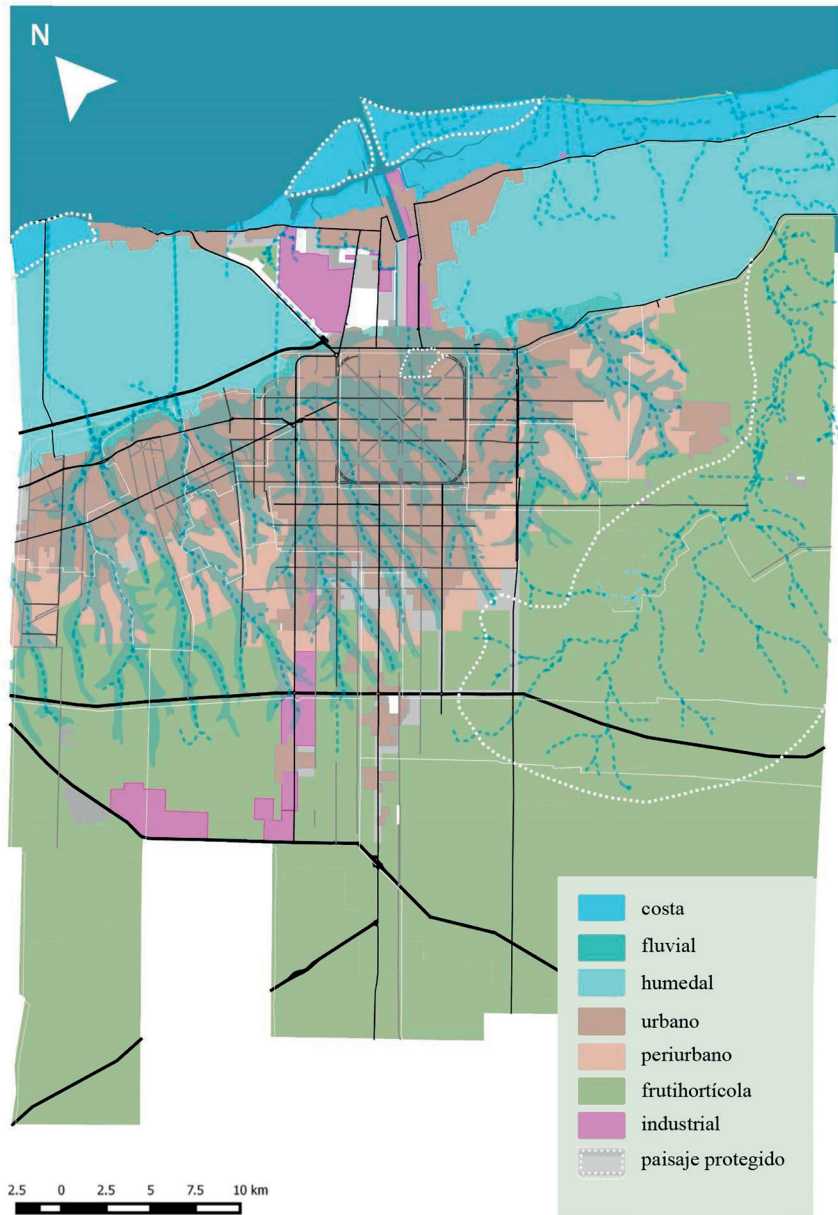 N
costa
fluvial
humedal
urbano
periurbano
frutihortícola
industrial
paisaje protegido
2.5 0 2.5 5 7.5 10 km